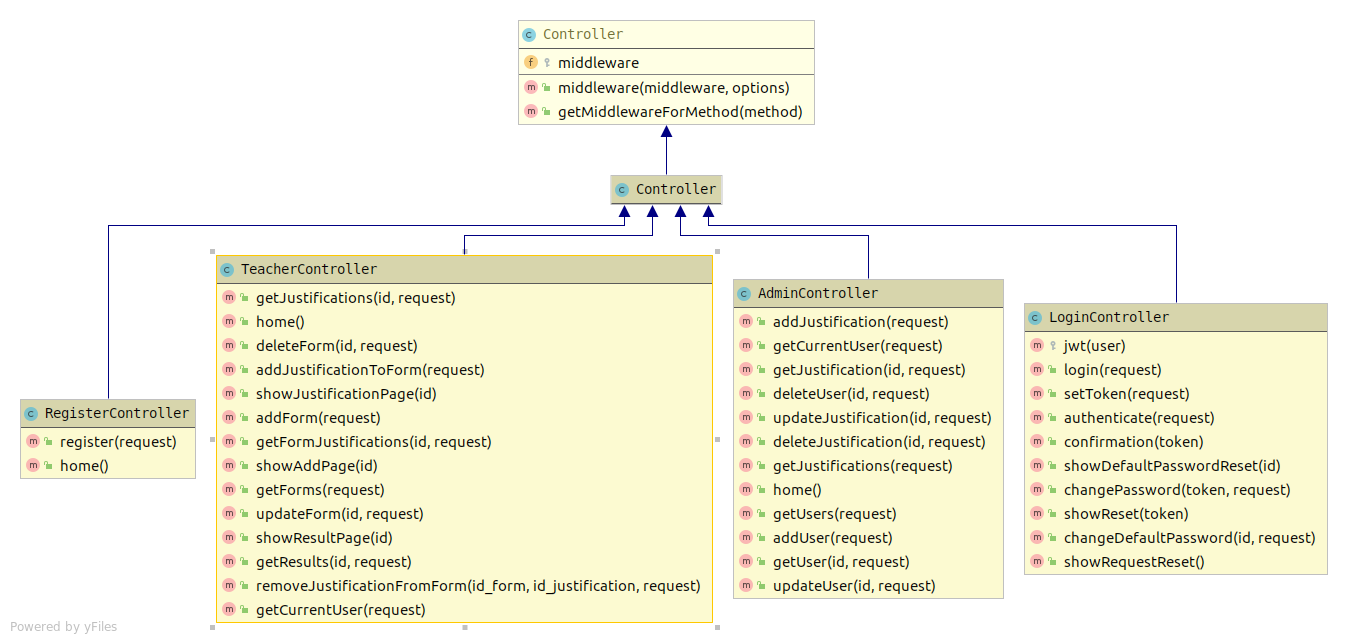 Controller
middleware
middleware(middleware, options)
getMiddlewareForMethod(method)
Controller
RegisterController
register(request)
home()
TeacherController
getJustifications(id, request)
home()
deleteForm(id, request)
addJustificationToForm(request)
showJustificationPage(id)
addForm(request)
getFormJustifications(id, request)
showAddPage(id)
getForms(request)
updateForm(id, request)
showResultPage(id)
getResults(id, request)
removeJustificationFromForm(id_form, id_justification, request)
getCurrentUser(request)
AdminController
addJustification(request)
getCurrentUser(request)
getJustification(id, request)
deleteUser(id, request)
updateJustification(id, request)
deleteJustification(id, request)
getJustifications(request)
home()
getUsers(request)
addUser(request)
getUser(id, request)
updateUser(id, request)
LoginController
jwt(user)
login(request)
setToken(request)
authenticate(request)
confirmation(token)
showDefaultPasswordReset(id)
changePassword(token, request)
showReset(token)
changeDefaultPassword(id, request)
showRequestReset()
Powered by yFiles